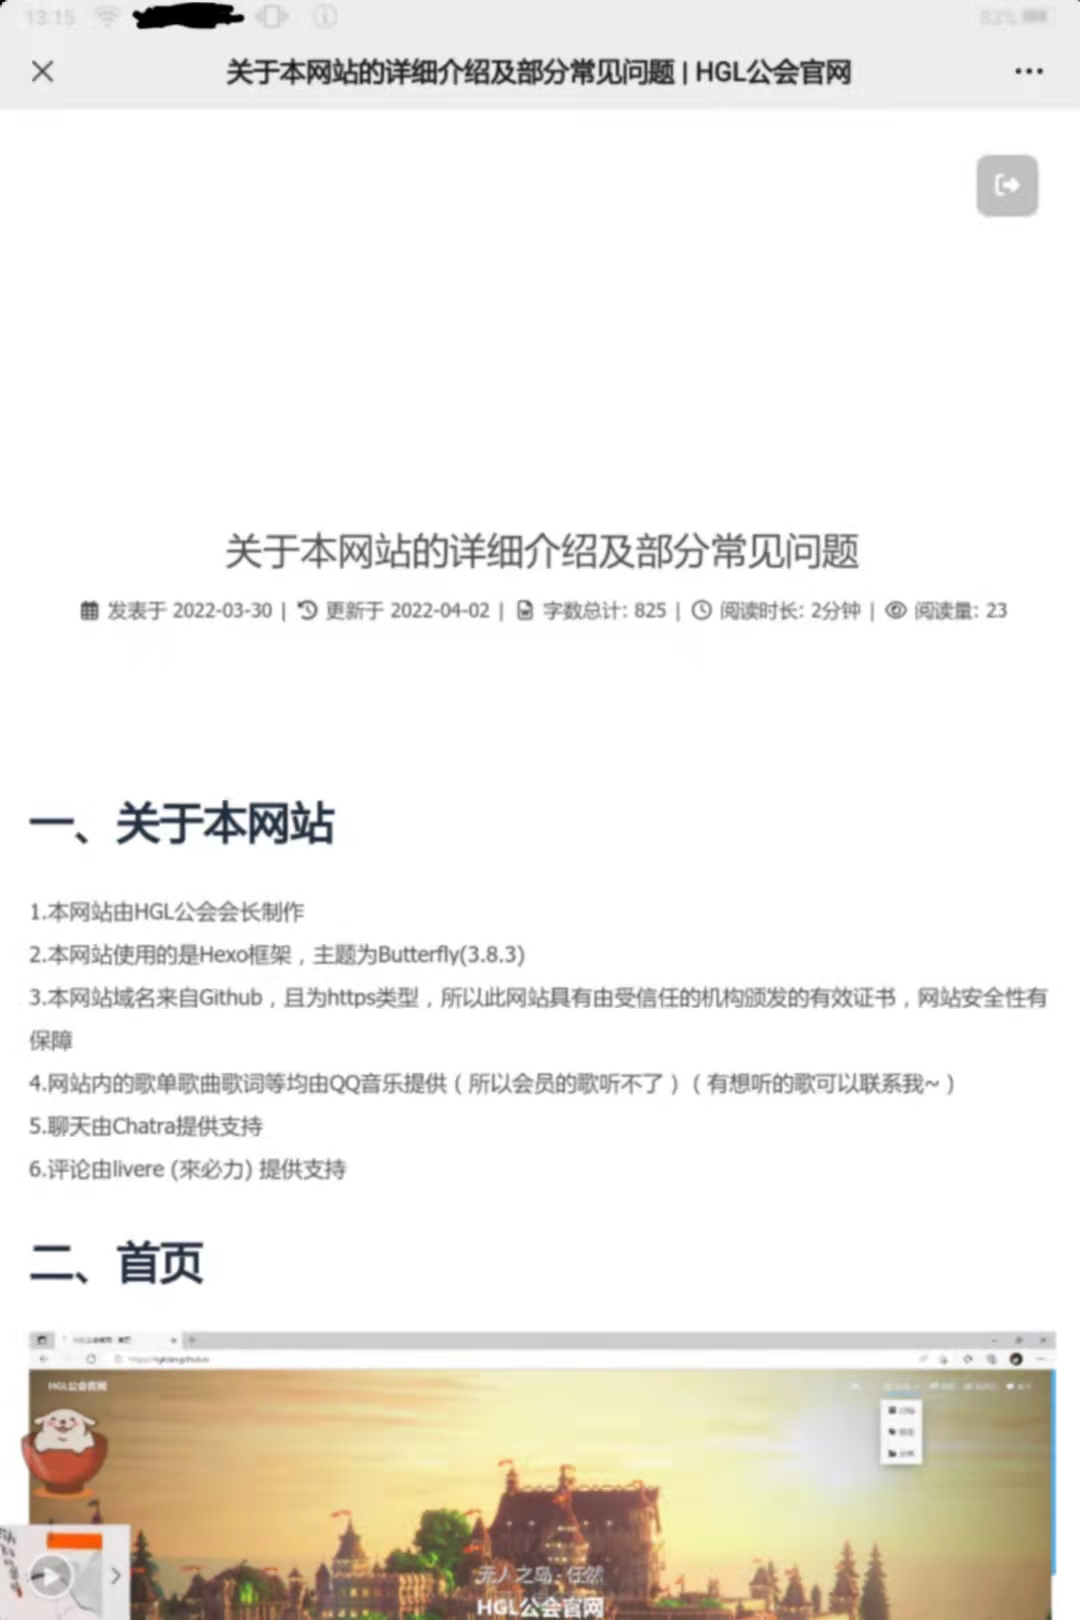 13:15
83%
关于本网站的详细介绍及部分常见问题 | HGL公会官网
关于本网站的详细介绍及部分常见问题
发表于 2022-03-30 | 更新于 2022-04-02 | 字数总计: 825 | 阅读时长: 2分钟 | 阅读量: 23
一、关于本网站
1.本网站由HGL公会会长制作
2.本网站使用的是Hexo框架，主题为Butterfly(3.8.3)
3.本网站域名来自Github，且为https类型，所以此网站具有由受信任的机构颁发的有效证书，网站安全性有
保障
4.网站内的歌单歌曲歌词等均由QQ音乐提供（所以会员的歌听不了）（有想听的歌可以联系我~）
5.聊天由Chatra提供支持
6.评论由livere (來必力) 提供支持
二、首页
HGL公会官网
无人之岛 - 任然
HGL公会官网